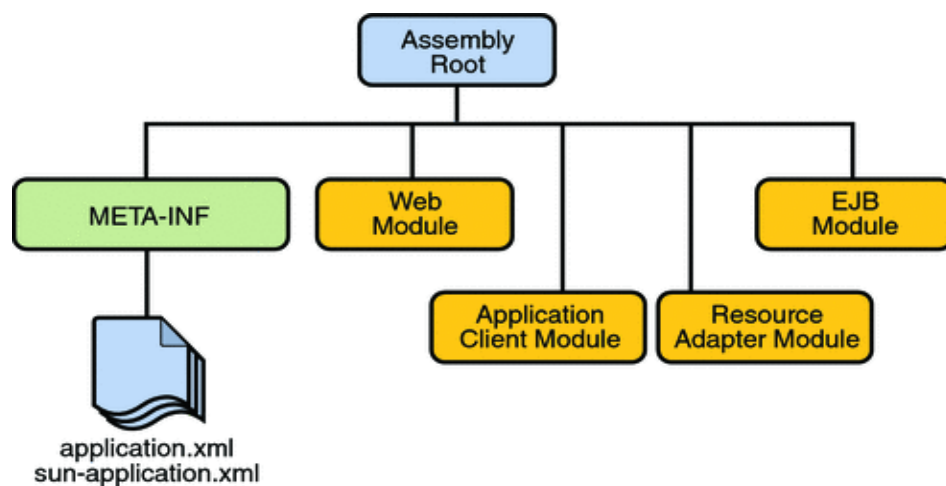 Assembly
Root
META-INF
Web
Module
EJB
Module
Application
Client Module
Resource
Adapter Module
application.xml
sun-application.xml